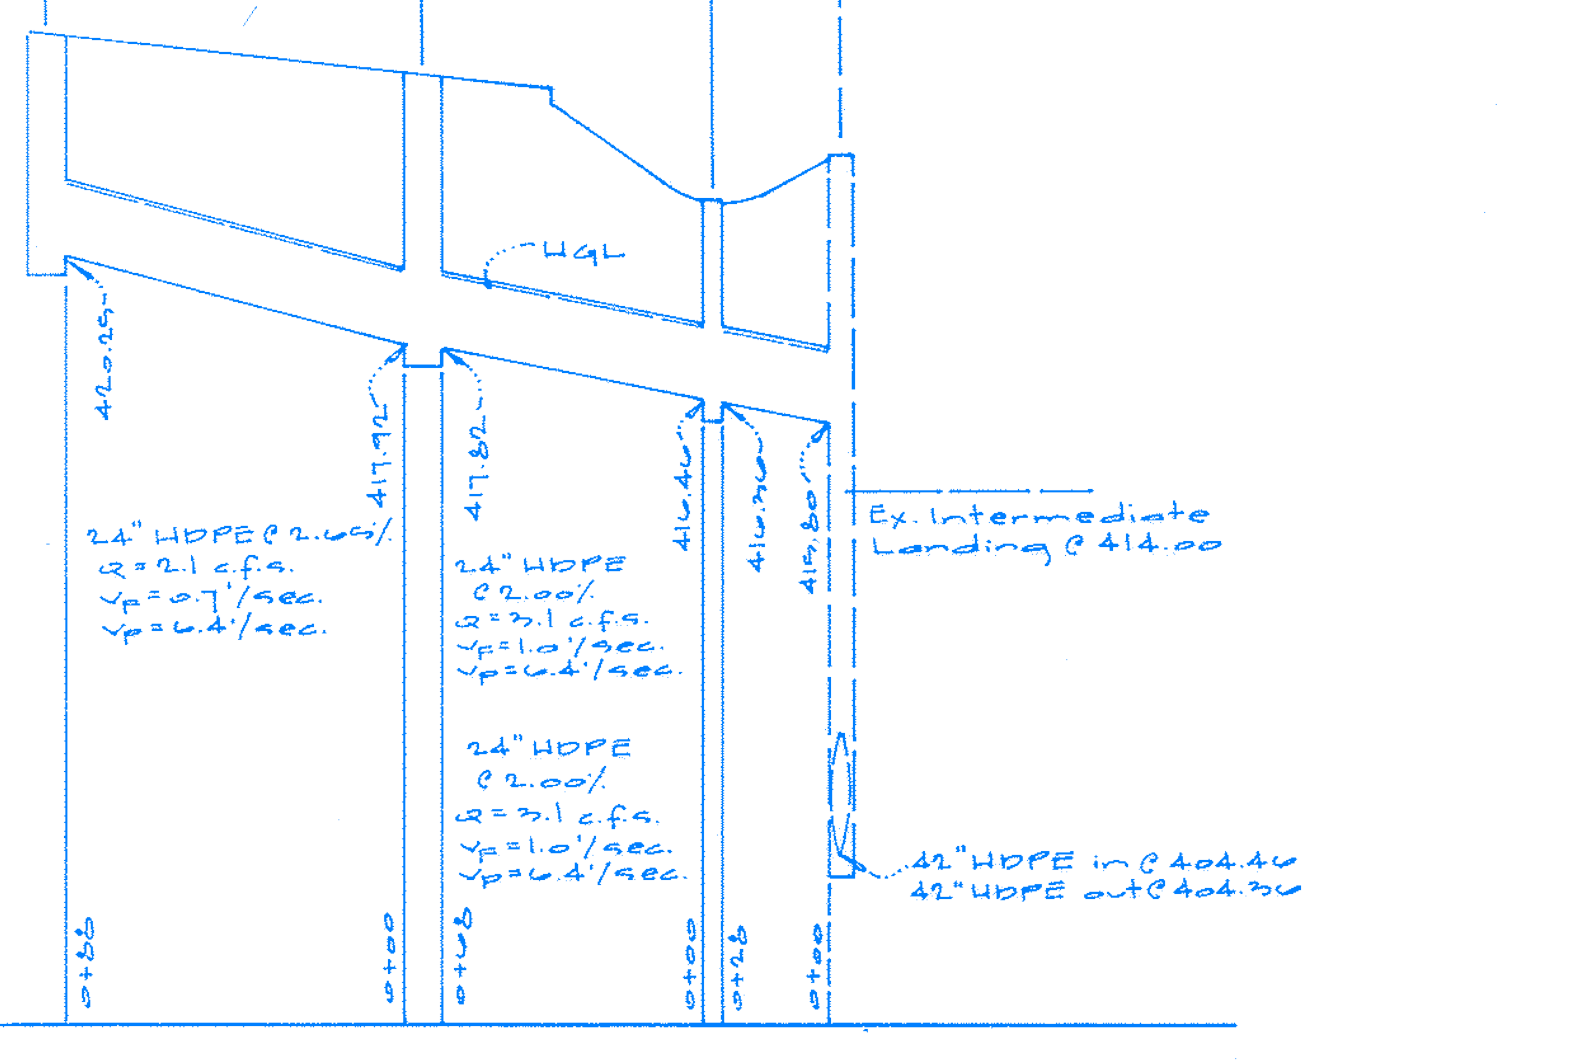 HGL
420.25
417.92
417.82
416.46
416.36
415.80
Ex. Intermediate
Landing @ 414.00
24" HDPE @ 2.65%
Q = 2.1 c.f.s.
VF = 0.7'/sec.
VP = 6.4'/sec.
24" HDPE
@ 2.00%
Q = 3.1 c.f.s.
VF = 1.0'/sec.
VP = 6.4'/sec.
24" HDPE
@ 2.00%
Q = 3.1 c.f.s.
VF = 1.0'/sec.
VP = 6.4'/sec.
42" HDPE in @ 404.46
42" HDPE out @ 404.36
0+88
0+00
0+68
0+00
0+28
0+00